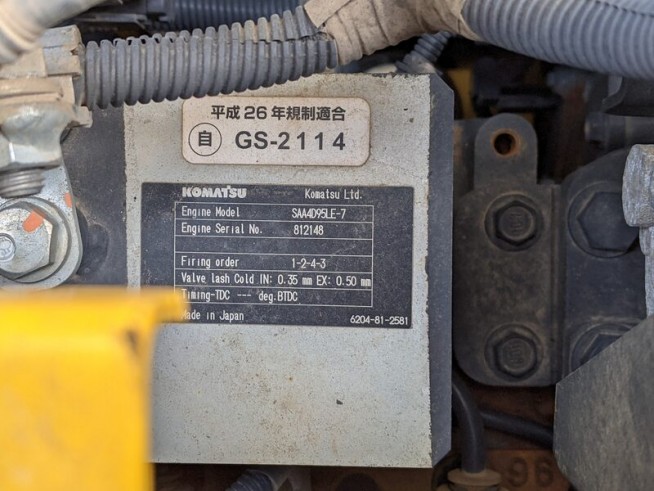 平成26年規制適合
自 GS-2114
KOMATSU Komatsu Ltd.
Engine Model SAA4D95LE-7
Engine Serial No. 812148
Firing order 1-2-4-3
Valve lash Cold IN: 0.35 mm EX: 0.50 mm
Timing-TDC --- deg.BTDC
Made in Japan 6204-81-2581
96